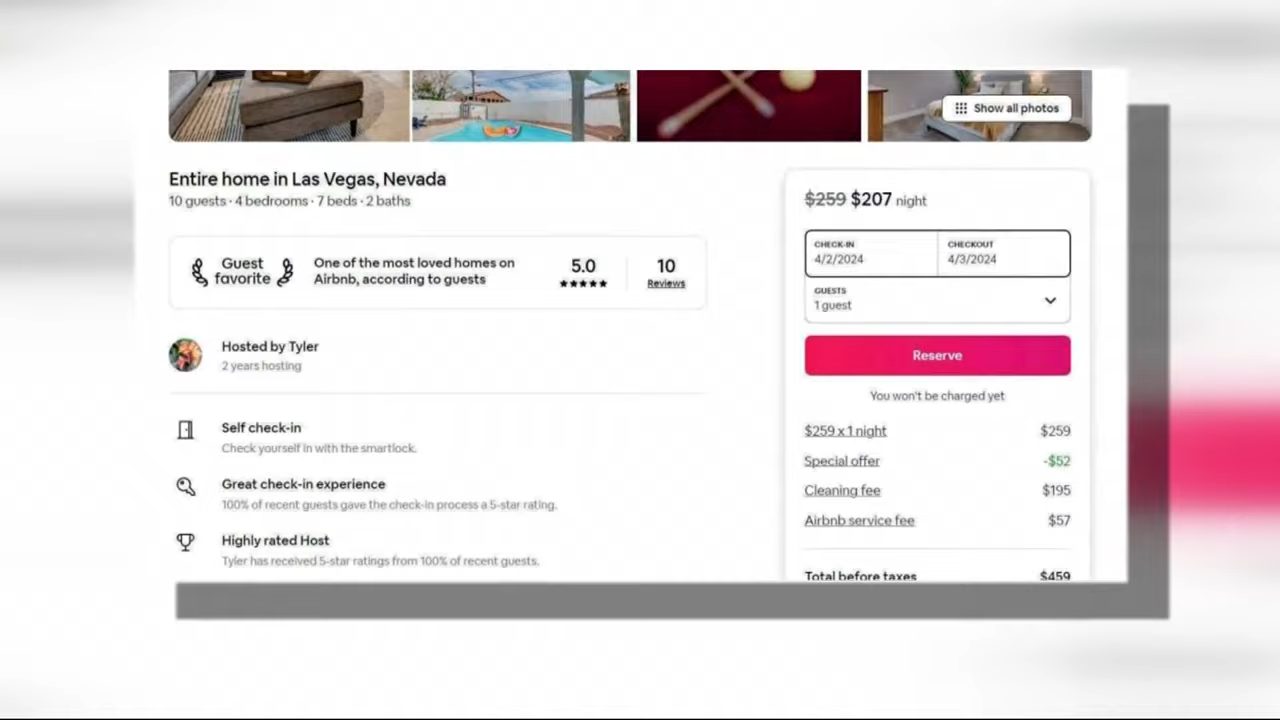 Show all photos
Entire home in Las Vegas, Nevada
10 guests · 4 bedrooms · 7 beds · 2 baths
Guest favorite
One of the most loved homes on
Airbnb, according to guests
5.0
10
Reviews
Hosted by Tyler
2 years hosting
Self check-in
Check yourself in with the smartlock.
Great check-in experience
100% of recent guests gave the check-in process a 5-star rating.
Highly rated Host
Tyler has received 5-star ratings from 100% of recent guests.
$259 $207 night
CHECK-IN
4/2/2024
CHECKOUT
4/3/2024
GUESTS
1 guest
Reserve
You won't be charged yet
$259 x 1 night $259
Special offer -$52
Cleaning fee $195
Airbnb service fee $57
Total before taxes $459